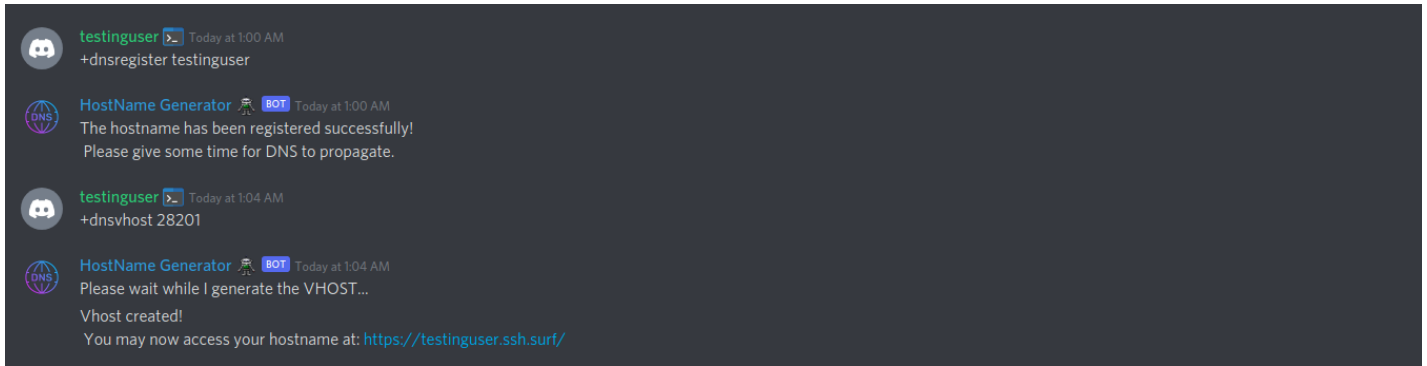 testinguser Today at 1:00 AM
+dnsregister testinguser
DNS
HostName Generator BOT Today at 1:00 AM
The hostname has been registered successfully!
Please give some time for DNS to propagate.
testinguser Today at 1:04 AM
+dnsvhost 28201
DNS
HostName Generator BOT Today at 1:04 AM
Please wait while I generate the VHOST...
Vhost created!
You may now access your hostname at: https://testinguser.ssh.surf/